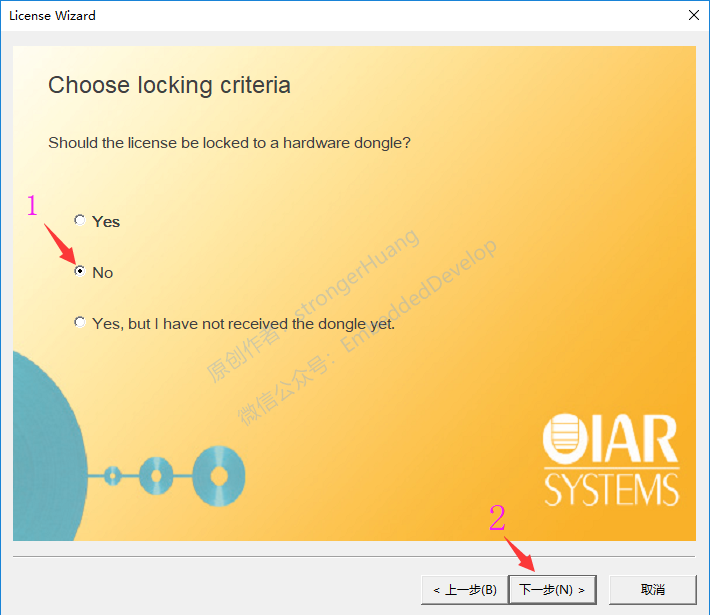 License Wizard
Choose locking criteria
Should the license be locked to a hardware dongle?
1
Yes
No
Yes, but I have not received the dongle yet.
原创作者：strongerHuang
微信公众号：EmbeddedDevelop
IAR
SYSTEMS
2
< 上一步(B)
下一步(N) >
取消